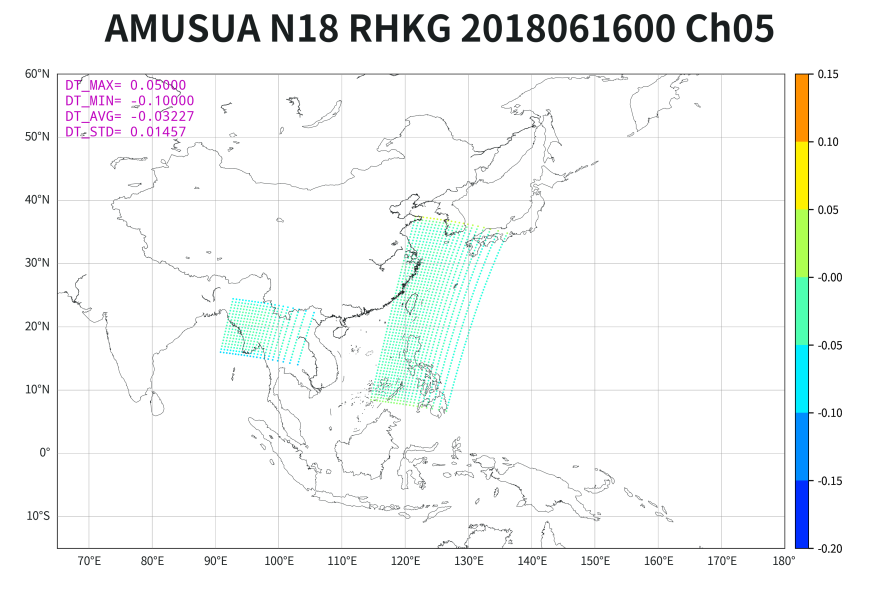 AMUSUA N18 RHKG 2018061600 Ch05
DT_MAX= 0.05000
DT_MIN= -0.10000
DT_AVG= -0.03227
DT_STD= 0.01457
60°N
50°N
40°N
30°N
20°N
10°N
0°
10°S
70°E 80°E 90°E 100°E 110°E 120°E 130°E 140°E 150°E 160°E 170°E 180°
0.15
0.10
0.05
-0.00
-0.05
-0.10
-0.15
-0.20